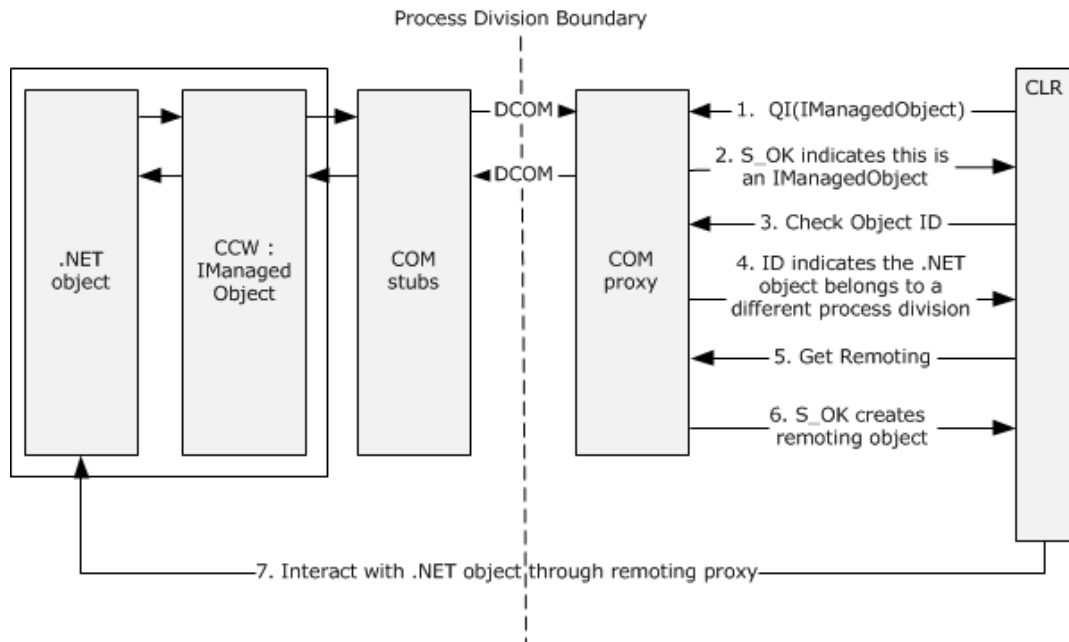 Process Division Boundary
CLR
DCOM
1. QI(IManagedObject)
DCOM
2. S_OK indicates this is
an IManagedObject
3. Check Object ID
.NET
object
CCW :
IManaged
Object
COM
stubs
COM
proxy
4. ID indicates the .NET
object belongs to a
different process division
5. Get Remoting
6. S_OK creates
remoting object
7. Interact with .NET object through remoting proxy